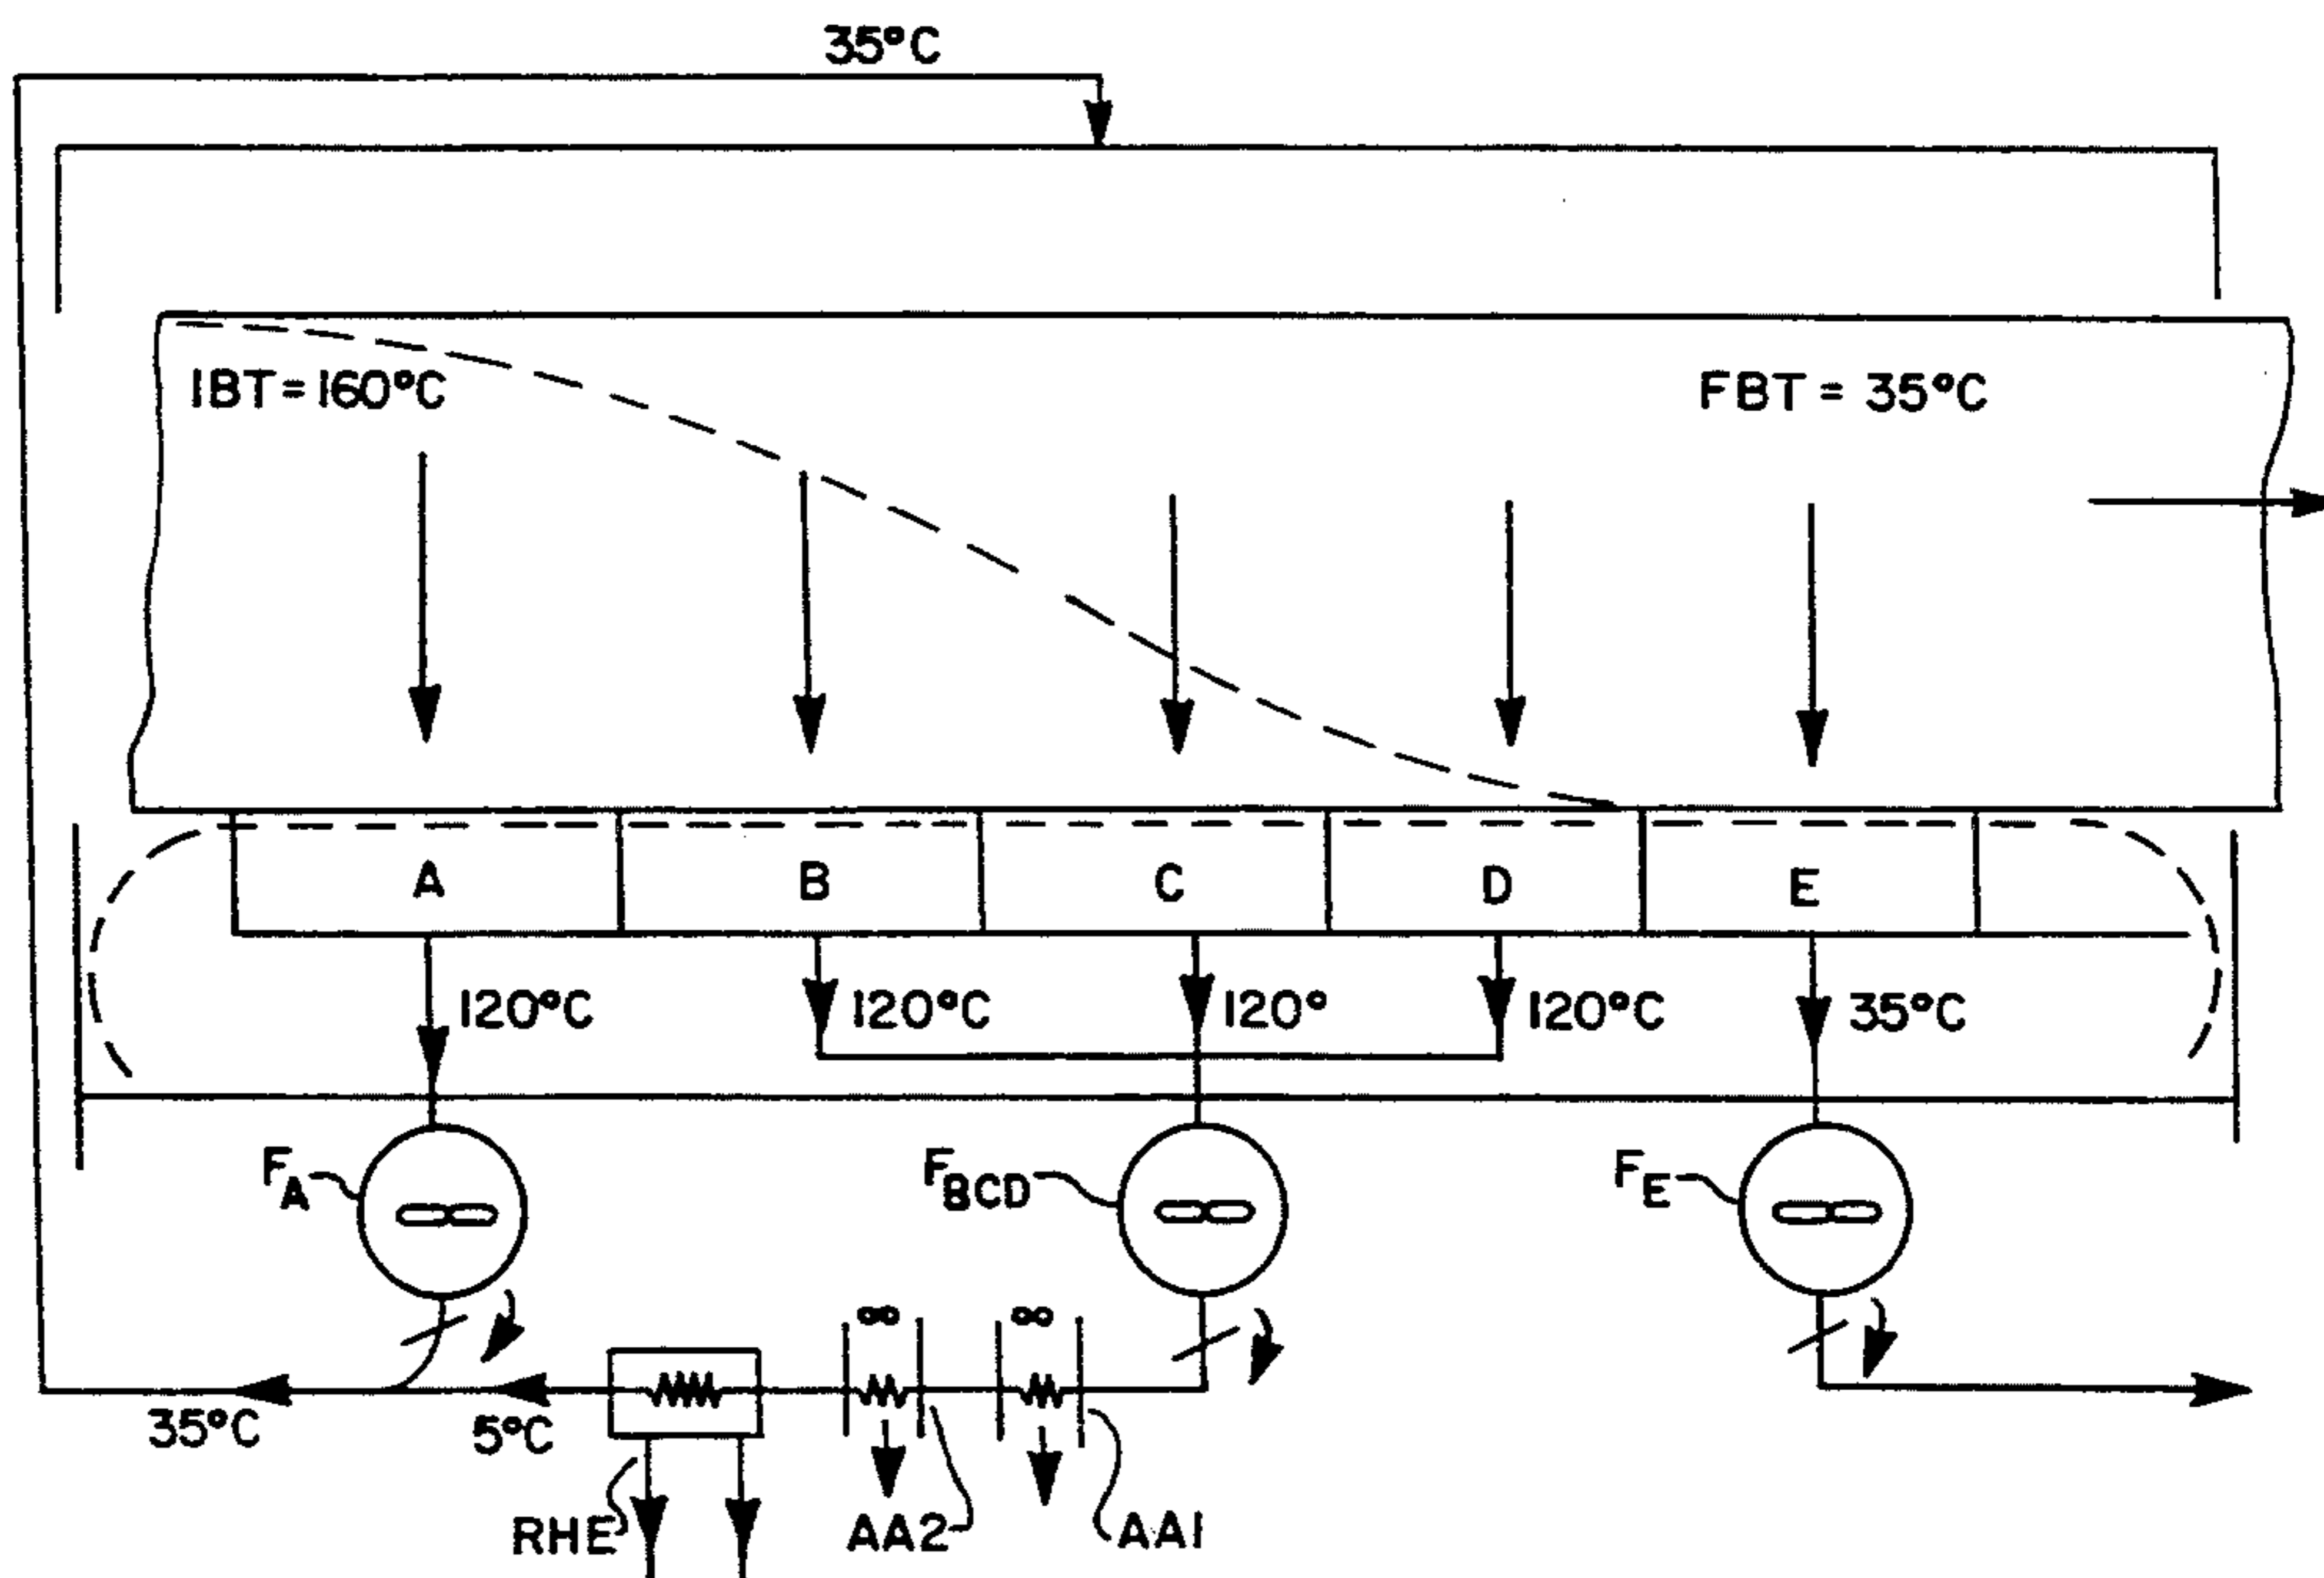 35°C
IBT=160°C
FBT = 35°C
A
B
C
D
E
120°C
120°C
120°
120°C
35°C
FA
FBCD
FE
35°C
5°C
RHE
AA2
AA1